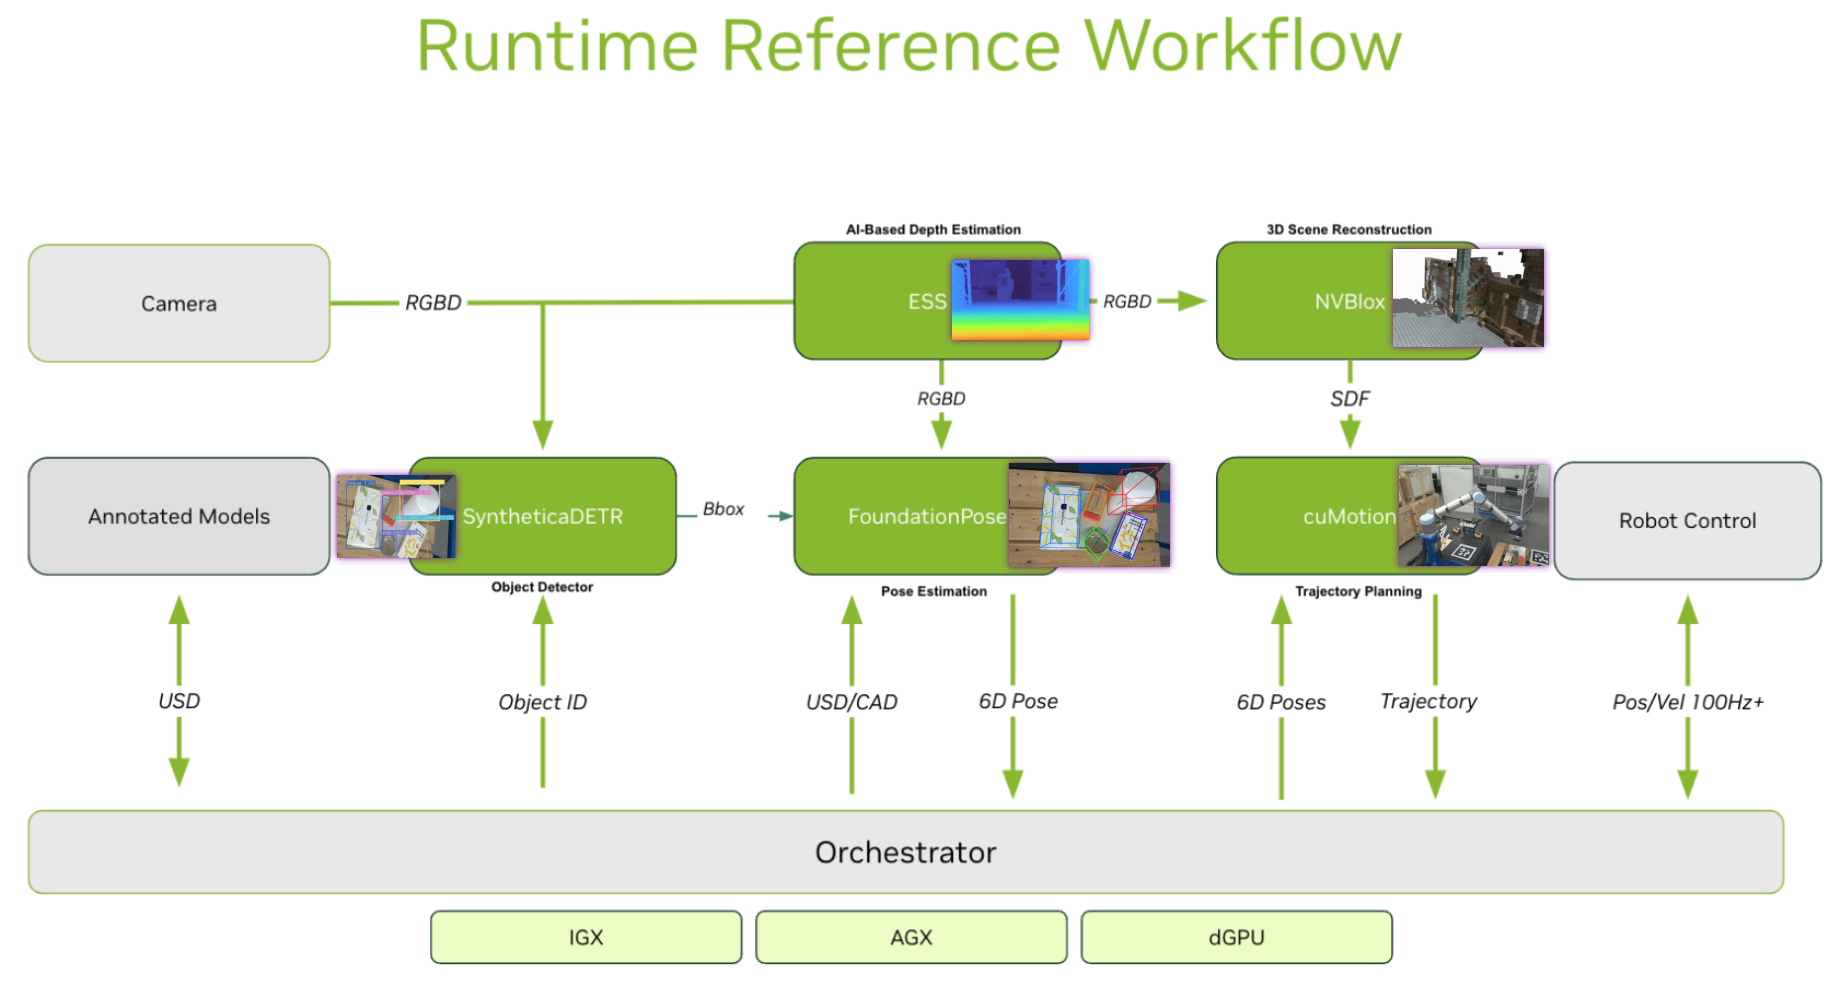 Runtime Reference Workflow
AI-Based Depth Estimation
3D Scene Reconstruction
Camera
RGBD
ESS
RGBD
NVBlox
RGBD
SDF
Annotated Models
SyntheticaDETR
Bbox
FoundationPose
cuMotion
Robot Control
Object Detector
Pose Estimation
Trajectory Planning
USD
Object ID
USD/CAD
6D Pose
6D Poses
Trajectory
Pos/Vel 100Hz+
Orchestrator
IGX
AGX
dGPU